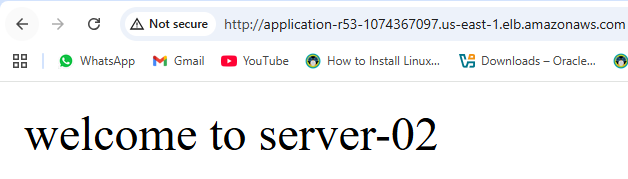 Not secure http://application-r53-1074367097.us-east-1.elb.amazonaws.com
WhatsApp Gmail YouTube How to Install Linux... Downloads – Oracle...
welcome to server-02